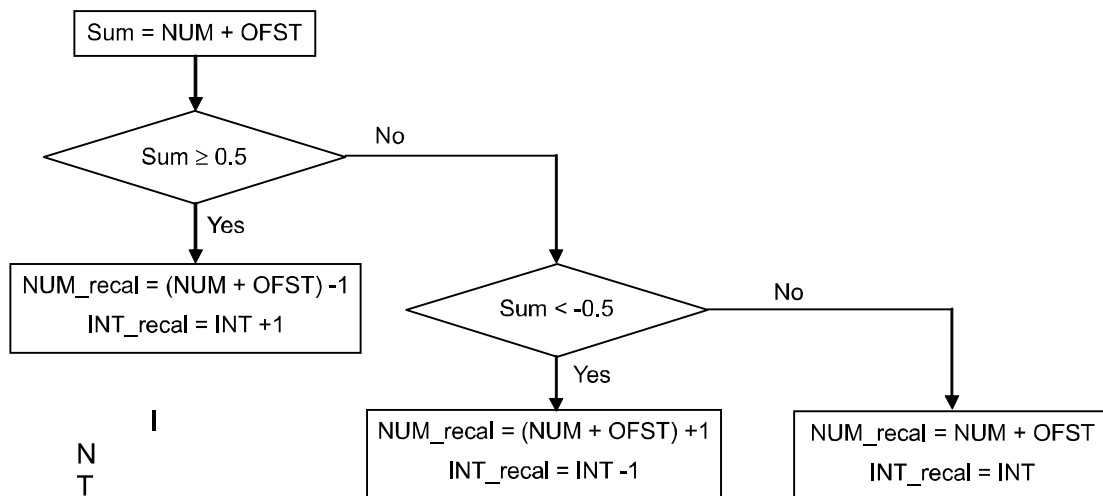 Sum = NUM + OFST
Sum ≥ 0.5
No
Yes
NUM_recal = (NUM + OFST) -1
INT_recal = INT +1
Sum < -0.5
No
Yes
NUM_recal = (NUM + OFST) +1
INT_recal = INT -1
NUM_recal = NUM + OFST
INT_recal = INT
I
N
T